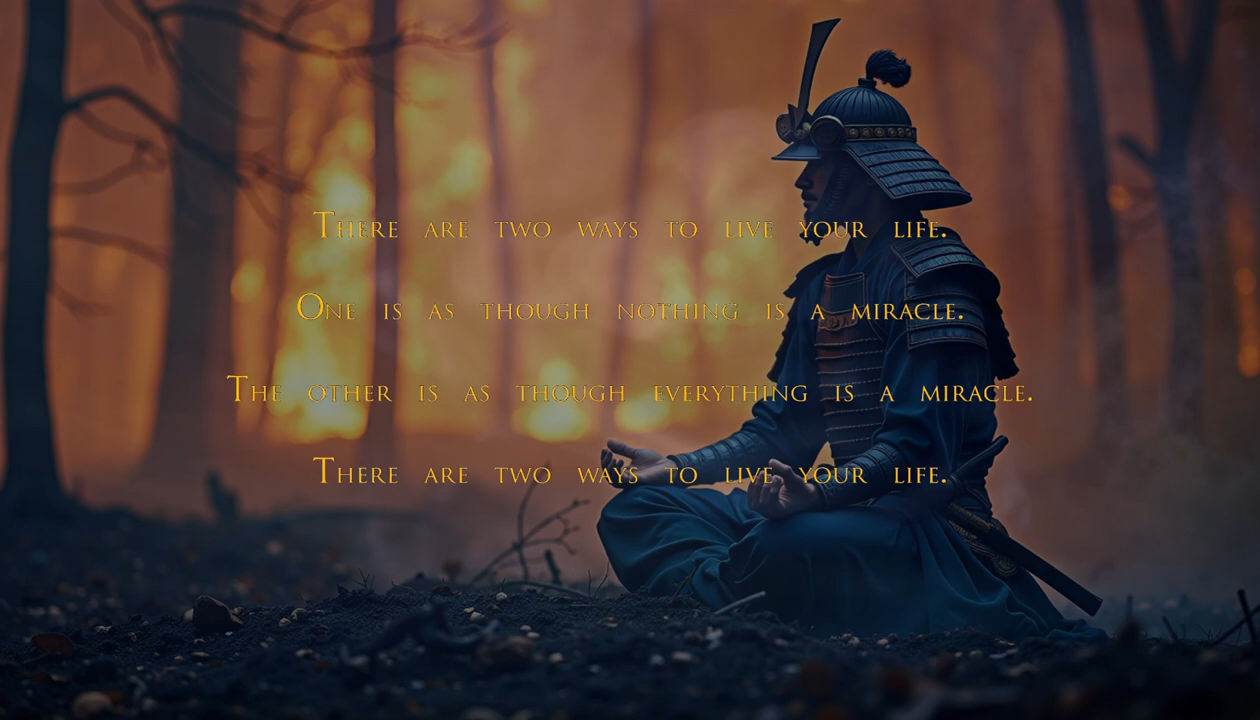 There are two ways to live your life.
One is as though nothing is a miracle.
The other is as though everything is a miracle.
There are two ways to live your life.